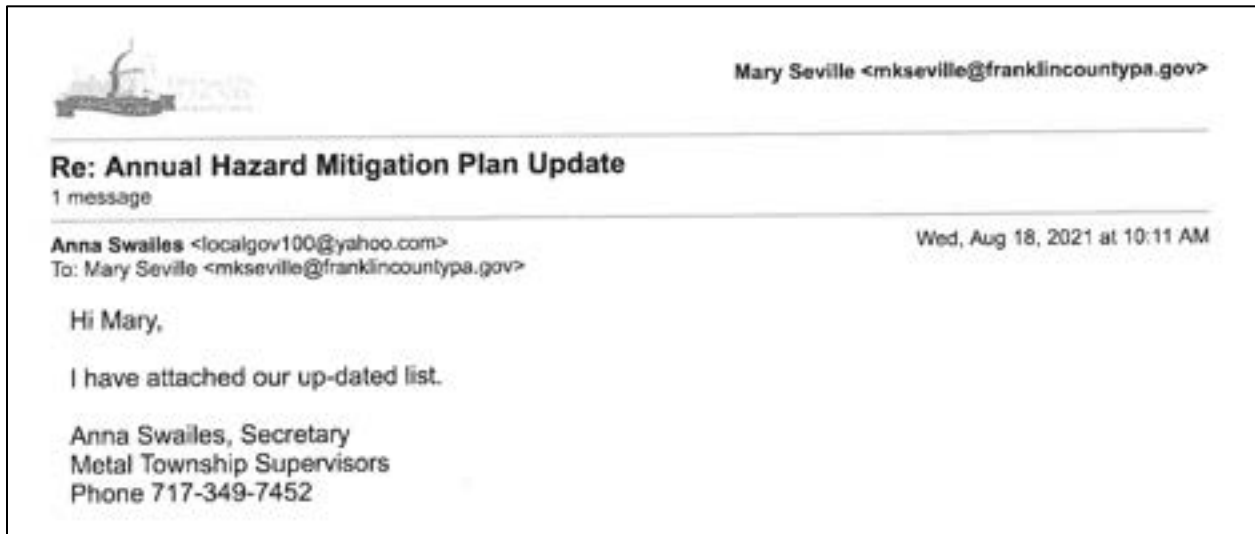 Mary Seville <mkseville@franklincountypa.gov>
Re: Annual Hazard Mitigation Plan Update
1 message
Anna Swailes <localgov100@yahoo.com>
Wed, Aug 18, 2021 at 10:11 AM
To: Mary Seville <mkseville@franklincountypa.gov>
Hi Mary,
I have attached our up-dated list.
Anna Swailes, Secretary
Metal Township Supervisors
Phone 717-349-7452